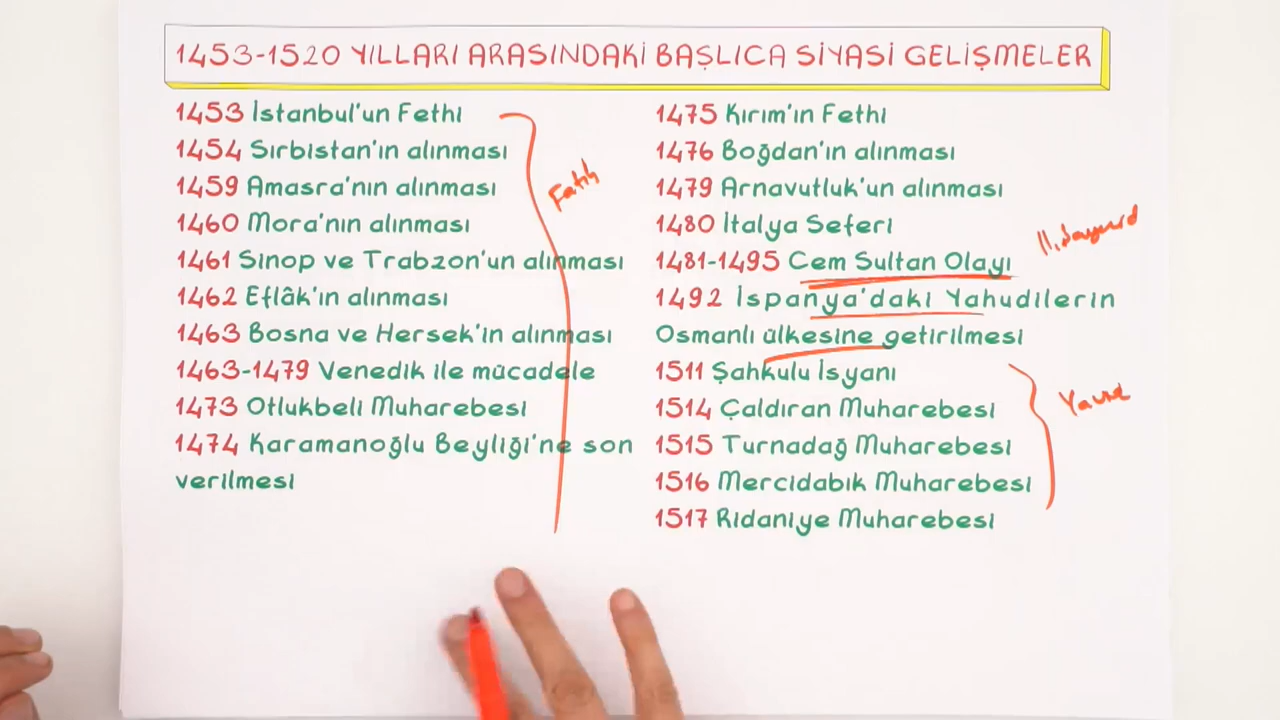 1453-1520 YILLARI ARASINDAKİ BAŞLICA SİYASİ GELİŞMELER
1453 İstanbul'un Fethi
1454 Sırbistan'ın alınması
1459 Amasra'nın alınması
1460 Mora'nın alınması
1461 Sinop ve Trabzon'un alınması
1462 Eflâk'ın alınması
1463 Bosna ve Hersek'in alınması
1463-1479 Venedik ile mücadele
1473 Otlukbeli Muharebesi
1474 Karamanoğlu Beyliği'ne son
verilmesi
Fatih
1475 Kırım'ın Fethi
1476 Boğdan'ın alınması
1479 Arnavutluk'un alınması
1480 İtalya Seferi
1481-1495 Cem Sultan Olayı
1492 İspanya'daki Yahudilerin
Osmanlı ülkesine getirilmesi
1511 Şahkulu İsyanı
1514 Çaldıran Muharebesi
1515 Turnadağ Muharebesi
1516 Mercidabık Muharebesi
1517 Ridaniye Muharebesi
II.
Yavuz